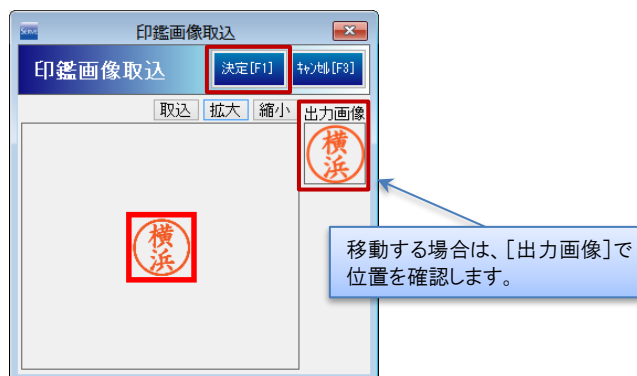 Serve 印鑑画像取込
印鑑画像取込 決定[F1] ｷｬﾝｾﾙ[F3]
取込 拡大 縮小 出力画像
横浜
横浜
移動する場合は、[出力画像]で
位置を確認します。